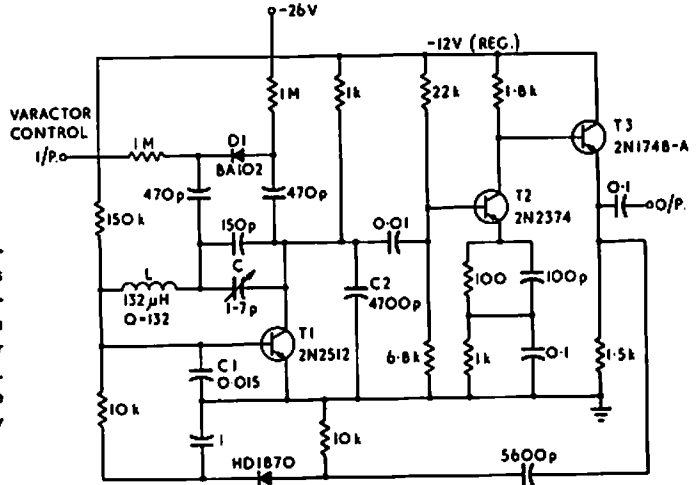 -26V
-12V (REG.)
1M
1k
22k
1·8k
VARACTOR
CONTROL
I/P.
1M
D1
BA102
T3
2N1748-A
470p
470p
T2
2N2374
0·1
O/P.
150k
150p
0·01
L
132µH
Q=132
C
1-7p
C2
4700p
100
100p
T1
2N2512
C1
0·015
6·8k
1k
0·1
1·5k
10k
1
10k
HD1870
5600p